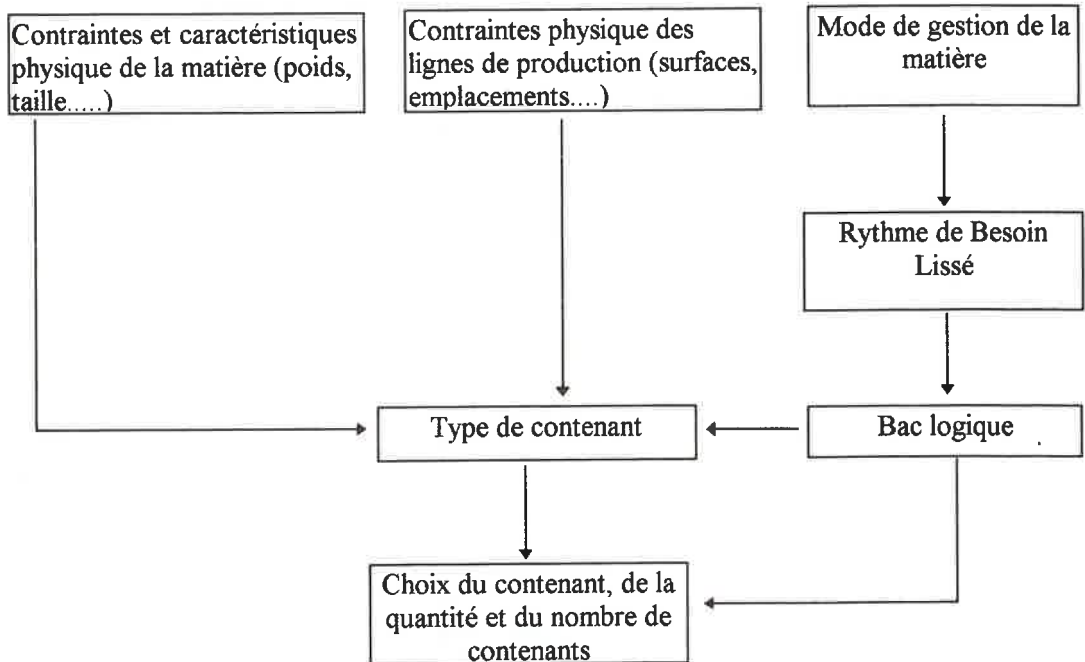 Contraintes et caractéristiques
physique de la matière (poids,
taille.....)
Contraintes physique des
lignes de production (surfaces,
emplacements....)
Mode de gestion de la
matière
Rythme de Besoin
Lissé
Type de contenant
Bac logique
Choix du contenant, de la
quantité et du nombre de
contenants